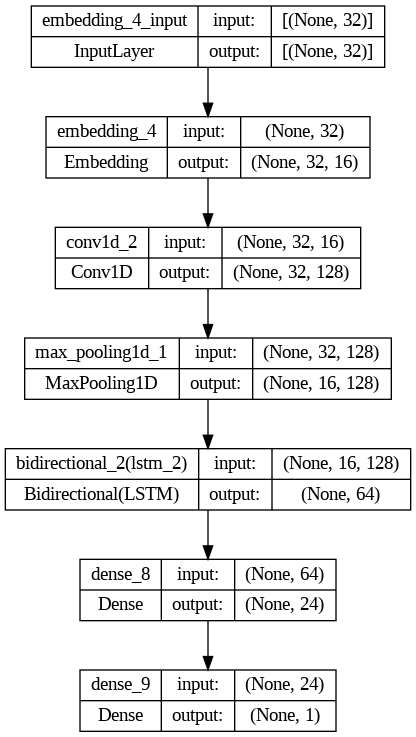 embedding_4_input input: [(None, 32)]
InputLayer output: [(None, 32)]
embedding_4 input: (None, 32)
Embedding output: (None, 32, 16)
conv1d_2 input: (None, 32, 16)
Conv1D output: (None, 32, 128)
max_pooling1d_1 input: (None, 32, 128)
MaxPooling1D output: (None, 16, 128)
bidirectional_2(lstm_2) input: (None, 16, 128)
Bidirectional(LSTM) output: (None, 64)
dense_8 input: (None, 64)
Dense output: (None, 24)
dense_9 input: (None, 24)
Dense output: (None, 1)